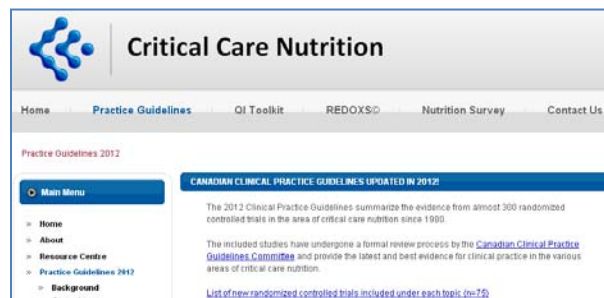 Critical Care Nutrition
Home Practice Guidelines QI Toolkit REDOXS© Nutrition Survey Contact Us
Practice Guidelines 2012
Main Menu
» Home
» About
» Resource Centre
» Practice Guidelines 2012
» Background
CANADIAN CLINICAL PRACTICE GUIDELINES UPDATED IN 2012!
The 2012 Clinical Practice Guidelines summarize the evidence from almost 300 randomized
controlled trials in the area of critical care nutrition since 1980.
The included studies have undergone a formal review process by the Canadian Clinical Practice
Guidelines Committee and provide the latest and best evidence for clinical practice in the various
areas of critical care nutrition.
List of new randomized controlled trials included under each topic (n=75)